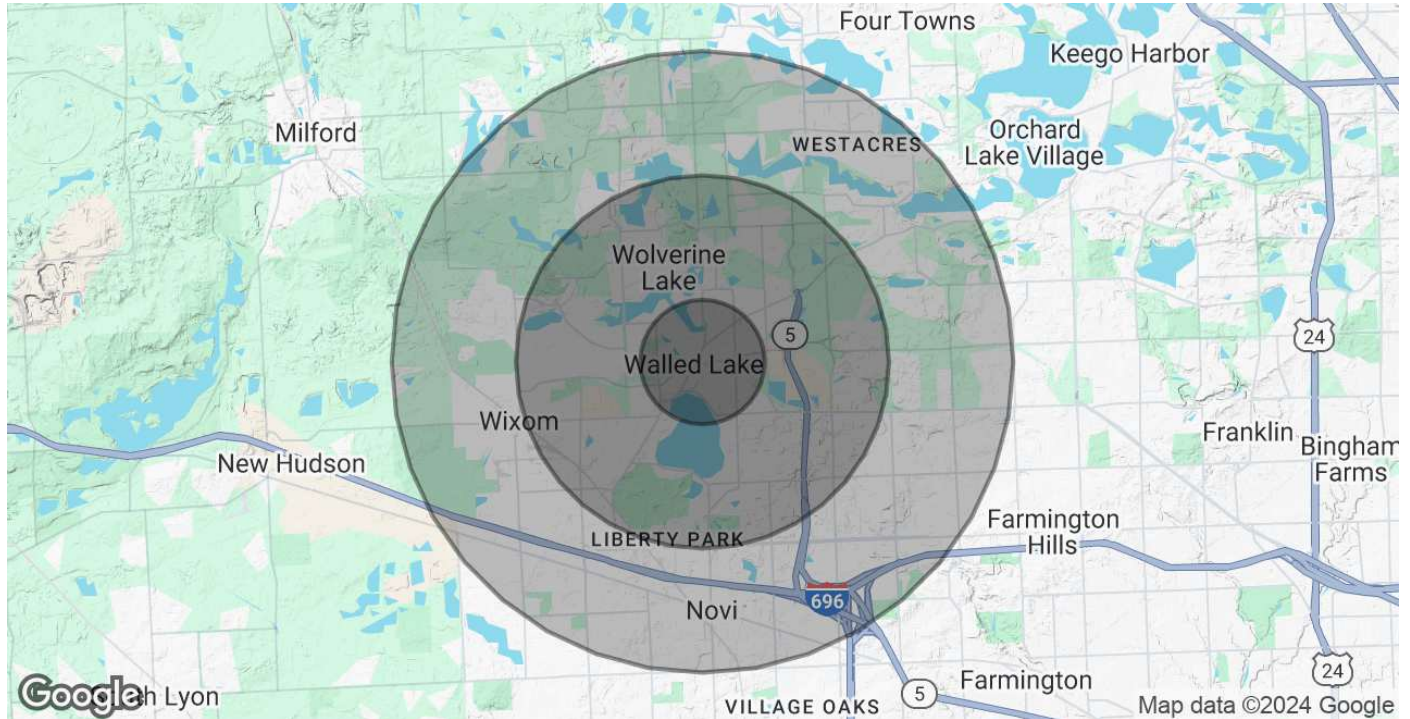 Four Towns
Keego Harbor
Milford
Orchard
Lake Village
WESTACRES
Wolverine
Lake
5
24
Walled Lake
Wixom
Franklin
Bingham
Farms
New Hudson
Farmington
Hills
LIBERTY PARK
696
Novi
24
Farmington
5
Google
th Lyon
VILLAGE OAKS
Map data ©2024 Google